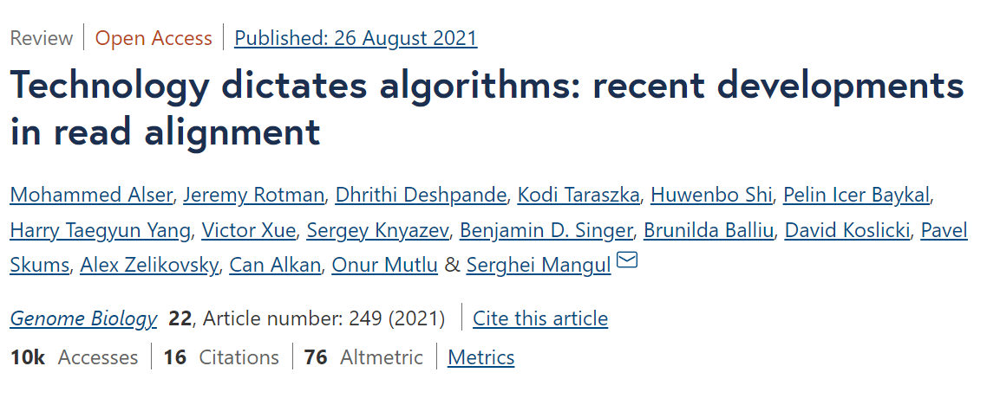 Review Open Access Published: 26 August 2021
Technology dictates algorithms: recent developments
in read alignment
Mohammed Alser, Jeremy Rotman, Dhrithi Deshpande, Kodi Taraszka, Huwenbo Shi, Pelin Icer Baykal,
Harry Taegyun Yang, Victor Xue, Sergey Knyazev, Benjamin D. Singer, Brunilda Balliu, David Koslicki, Pavel
Skums, Alex Zelikovsky, Can Alkan, Onur Mutlu & Serghei Mangul
Genome Biology 22, Article number: 249 (2021) Cite this article
10k Accesses 16 Citations 76 Altmetric Metrics